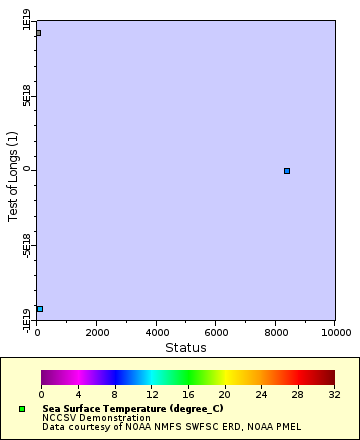 1E19
5E18
0
-5E18
-1E19
Test of Longs (1)
0 2000 4000 6000 8000 10000
Status
0 4 8 12 16 20 24 28 32
Sea Surface Temperature (degree_C)
NCCSV Demonstration
Data courtesy of NOAA NMFS SWFSC ERD, NOAA PMEL